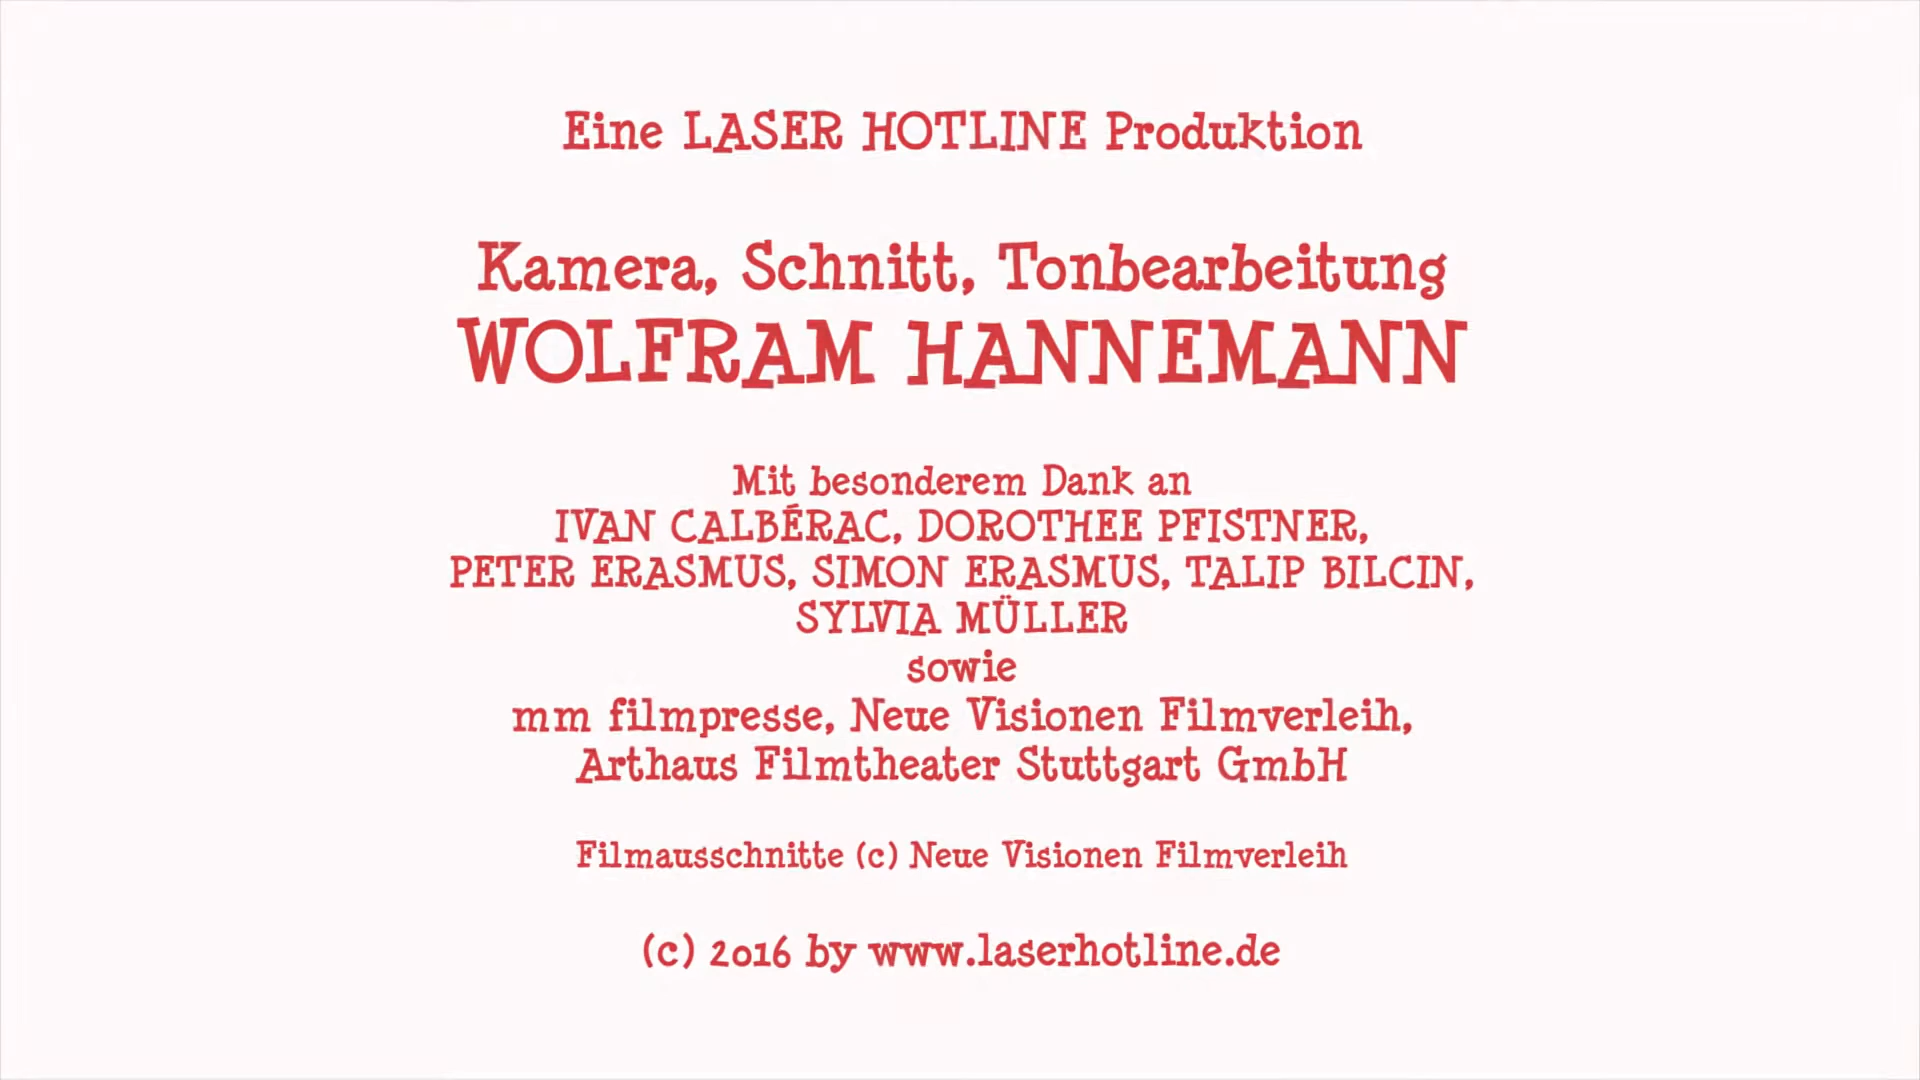 Eine LASER HOTLINE Produktion
Kamera, Schnitt, Tonbearbeitung
WOLFRAM HANNEMANN
Mit besonderem Dank an
IVAN CALBÉRAC, DOROTHEE PFISTNER,
PETER ERASMUS, SIMON ERASMUS, TALIP BILCIN,
SYLVIA MÜLLER
sowie
mm filmpresse, Neue Visionen Filmverleih,
Arthaus Filmtheater Stuttgart GmbH
Filmausschnitte (c) Neue Visionen Filmverleih
(c) 2016 by www.laserhotline.de